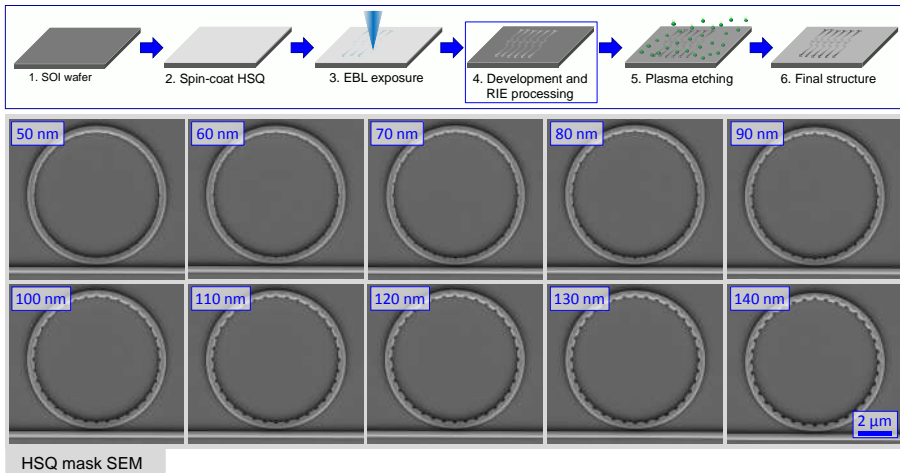 1. SOI wafer
2. Spin-coat HSQ
3. EBL exposure
4. Development and
RIE processing
5. Plasma etching
6. Final structure
50 nm
60 nm
70 nm
80 nm
90 nm
100 nm
110 nm
120 nm
130 nm
140 nm
2 µm
HSQ mask SEM